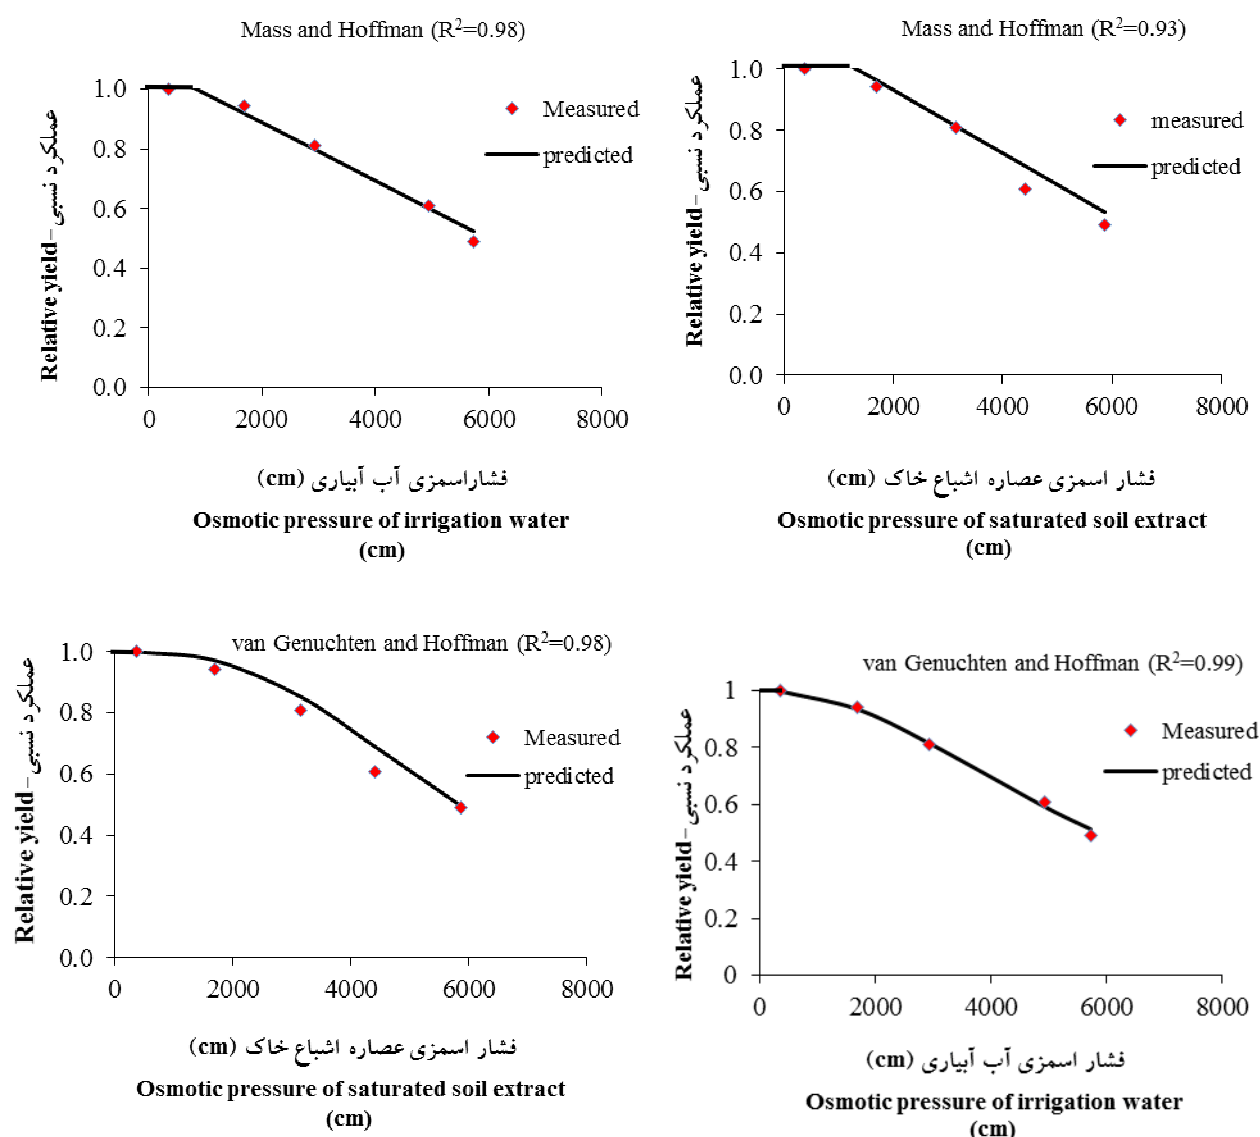 Mass and Hoffman (R²=0.98)
1.0
0.8
0.6
0.4
0.2
0.0
0
2000
4000
6000
8000
Measured
predicted
Relative yield-عملکرد نسبی
فشاراسمزی آب آبیاری (cm)
Osmotic pressure of irrigation water
(cm)
Mass and Hoffman (R²=0.93)
1.0
0.8
0.6
0.4
0.2
0.0
0
2000
4000
6000
8000
measured
predicted
Relative yield-عملکرد نسبی
فشار اسمزی عصاره اشباع خاک (cm)
Osmotic pressure of saturated soil extract
(cm)
van Genuchten and Hoffman (R²=0.98)
1.0
0.8
0.6
0.4
0.2
0.0
0
2000
4000
6000
8000
Measured
predicted
Relative yield-عملکرد نسبی
فشار اسمزی عصاره اشباع خاک (cm)
Osmotic pressure of saturated soil extract
(cm)
van Genuchten and Hoffman (R²=0.99)
1
0.8
0.6
0.4
0.2
0
0
2000
4000
6000
8000
Measured
predicted
Relative yield-عملکرد نسبی
فشار اسمزی آب آبیاری (cm)
Osmotic pressure of irrigation water
(cm)